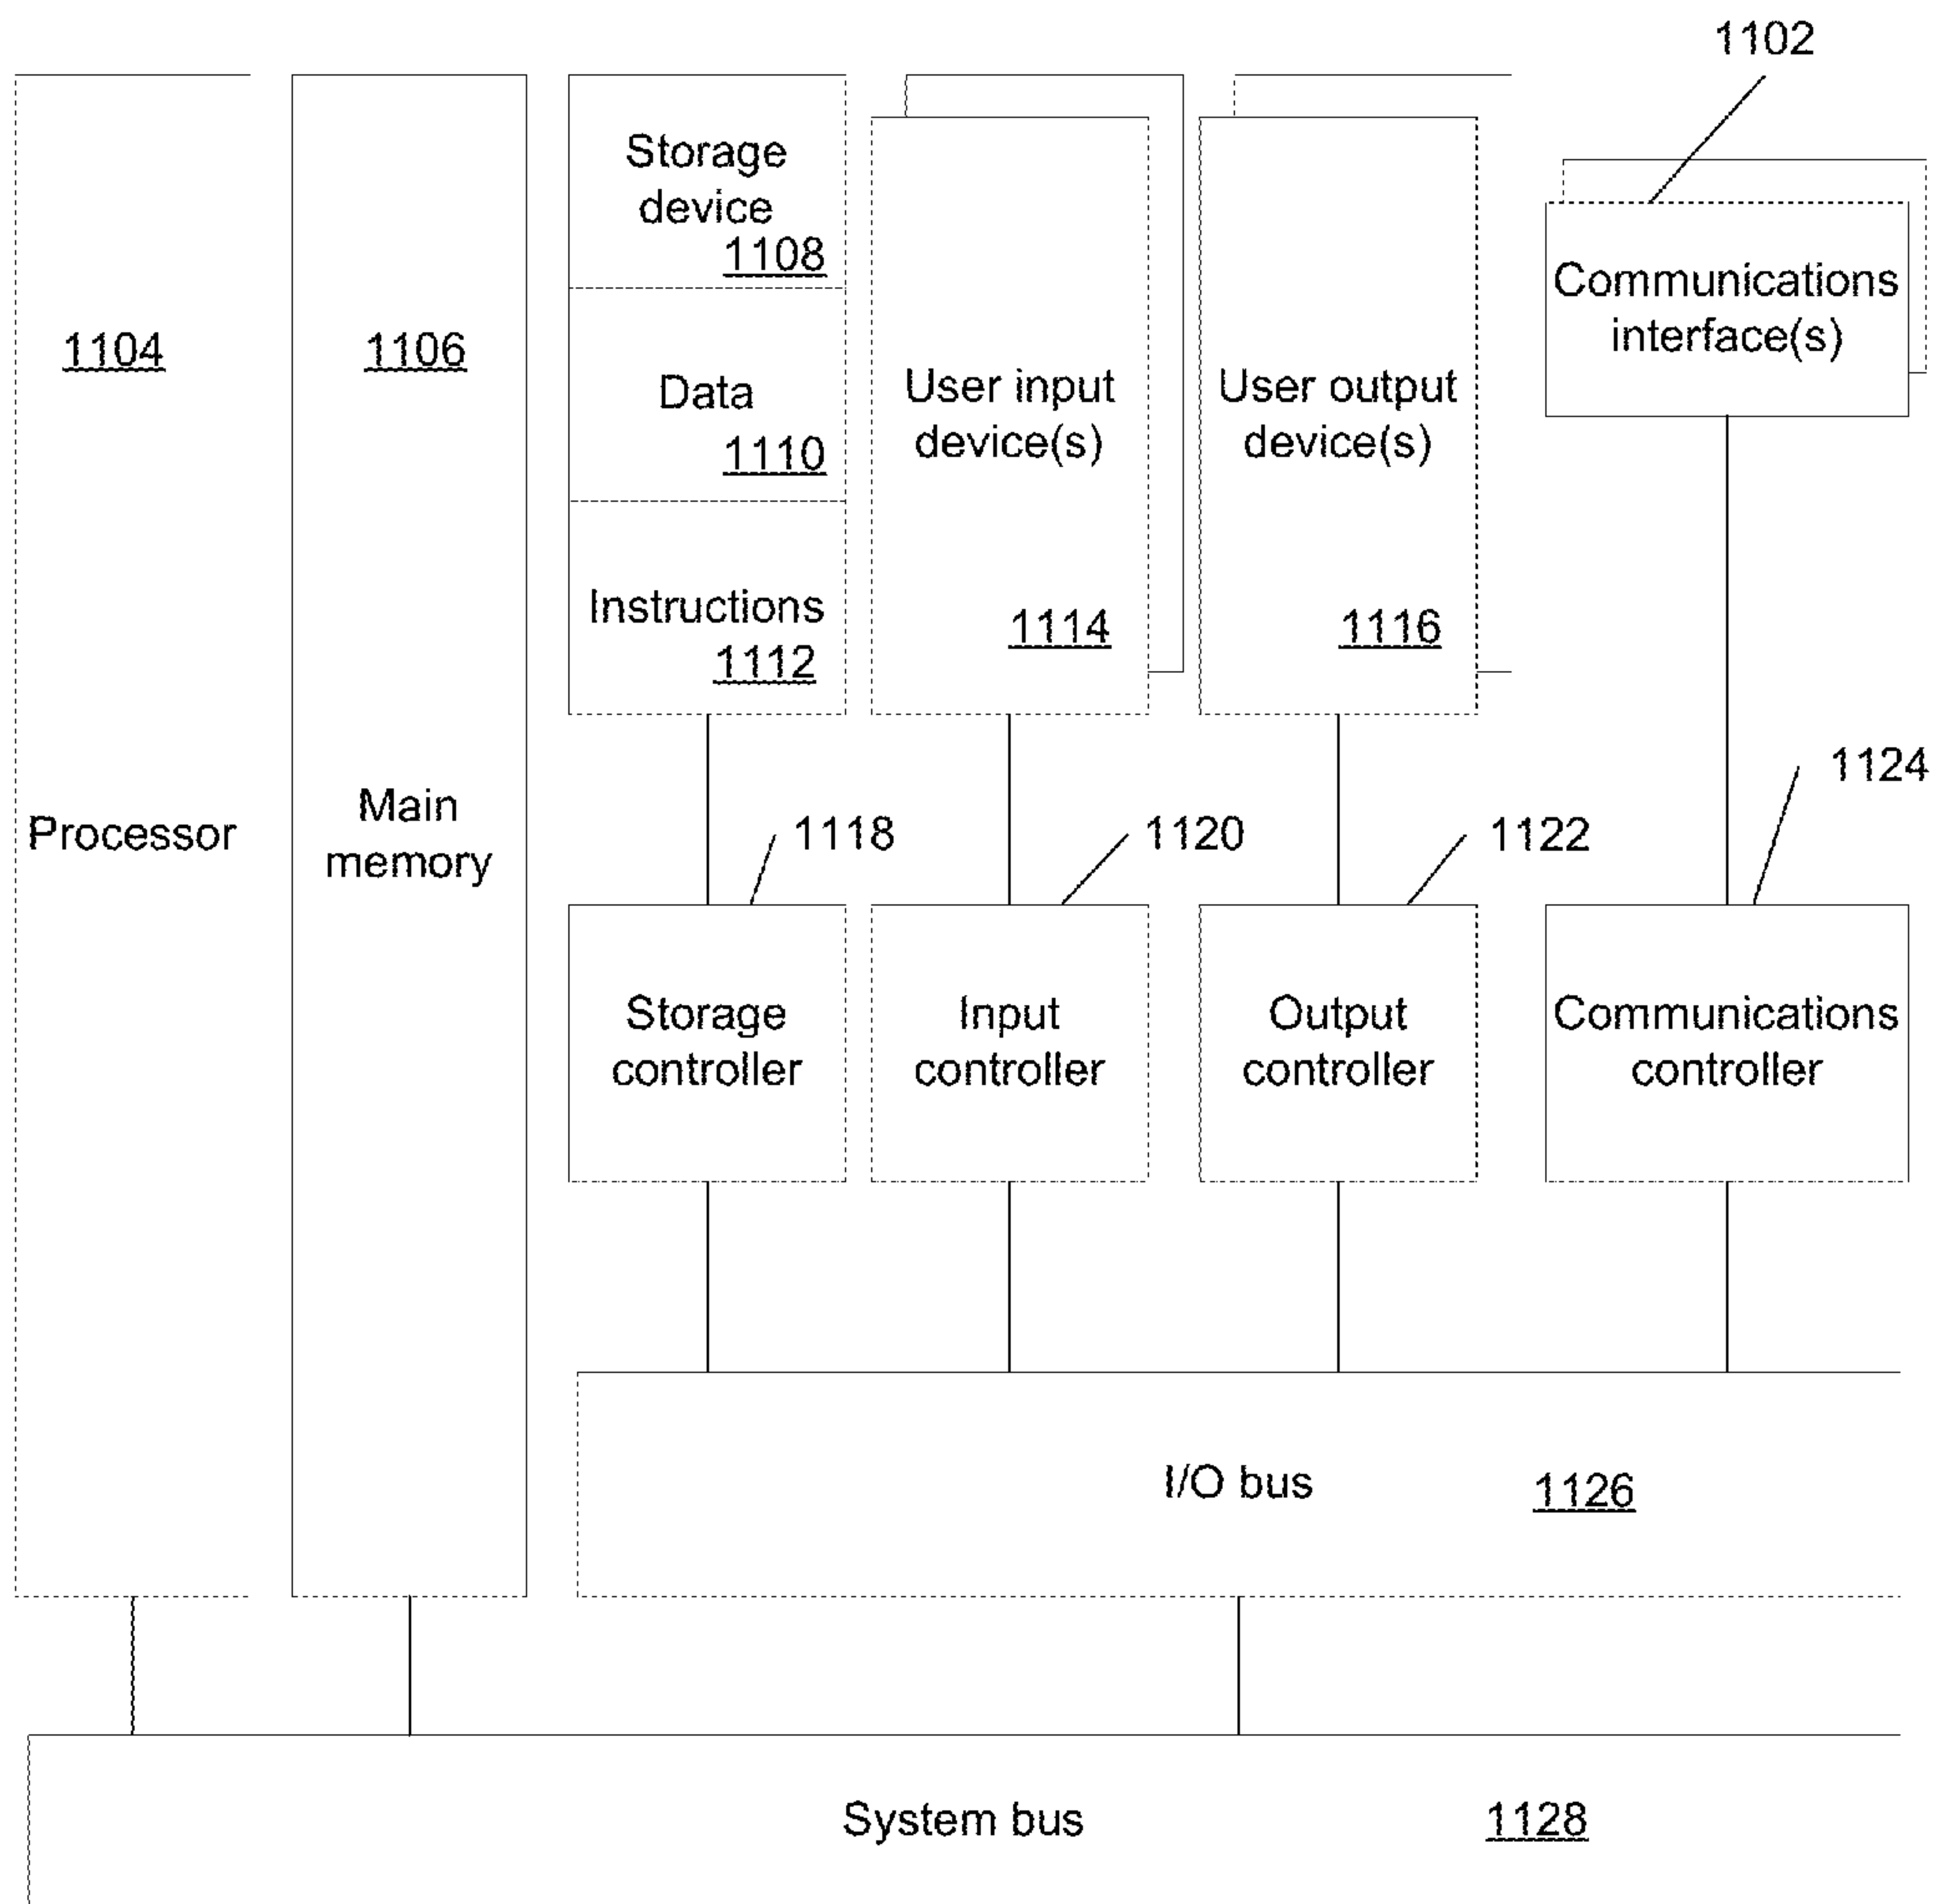 1102
Storage
device
1108
Communications
interface(s)
1104
1106
Data
1110
User input
device(s)
User output
device(s)
Instructions
1112
1114
1116
1124
Processor
Main
memory
1118
1120
1122
Storage
controller
Input
controller
Output
controller
Communications
controller
I/O bus
1126
System bus
1128